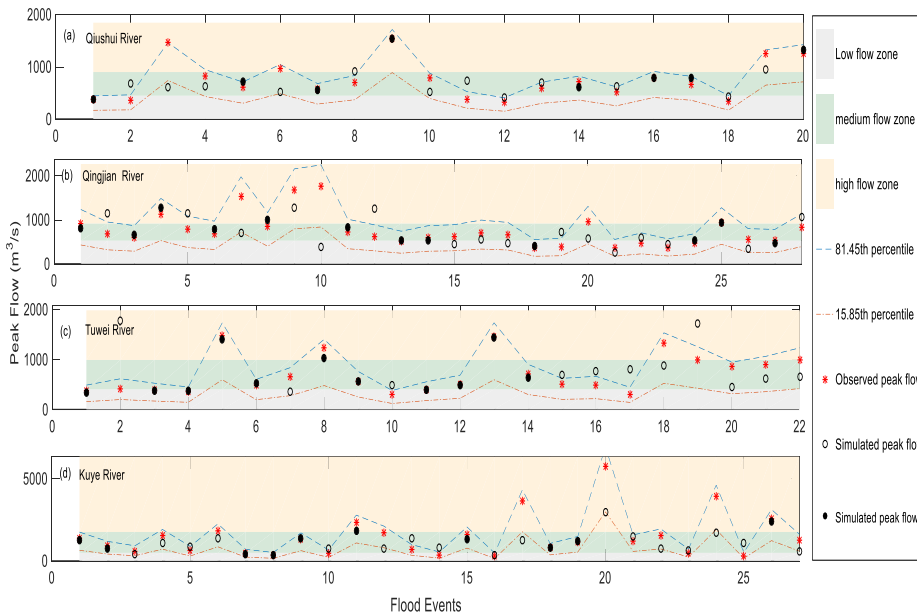 Peak Flow (m³/s)
(a)
Qiushui River
2000
1000
0
0 2 4 6 8 10 12 14 16 18 20
(b)
Qingjian River
2000
1000
0
0 5 10 15 20 25
(c)
Tuwei River
2000
1000
0
0 2 4 6 8 10 12 14 16 18 20 22
(d)
Kuye River
5000
0
0 5 10 15 20 25
Flood Events
Low flow zone
medium flow zone
high flow zone
81.45th percentile
15.85th percentile
Observed peak flow
Simulated peak flo
Simulated peak flow